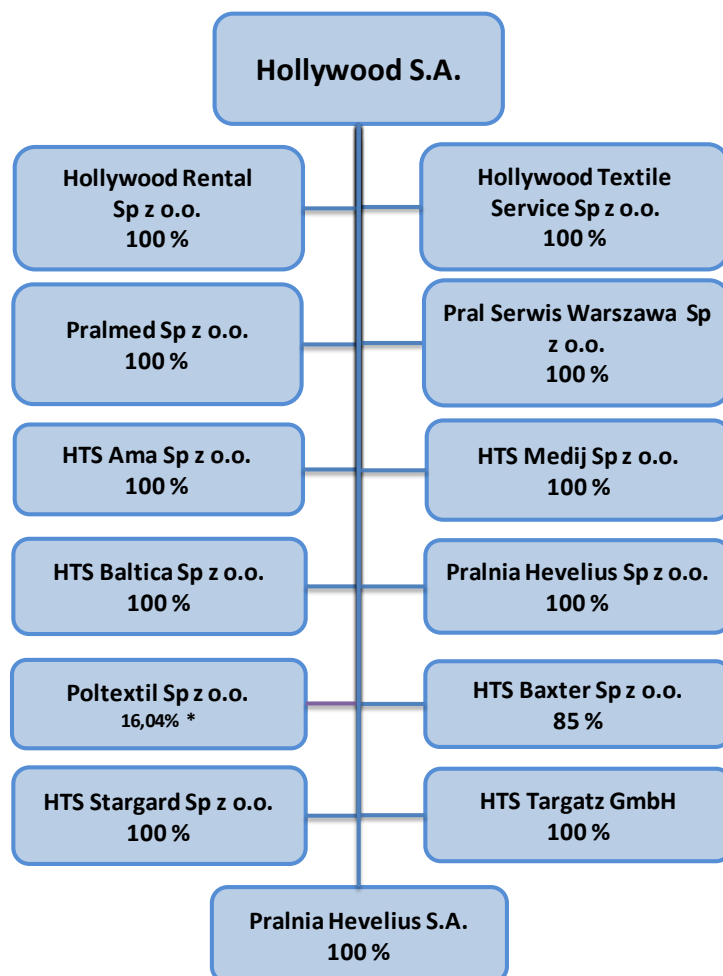 Hollywood S.A.
Hollywood Rental
Sp z o.o.
100 %
Hollywood Textile
Service Sp z o.o.
100 %
Pralmed Sp z o.o.
100 %
Pral Serwis Warszawa Sp
z o.o.
100 %
HTS Ama Sp z o.o.
100 %
HTS Medij Sp z o.o.
100 %
HTS Baltica Sp z o.o.
100 %
Pralnia Hevelius Sp z o.o.
100 %
Poltextil Sp z o.o.
16,04% *
HTS Baxter Sp z o.o.
85 %
HTS Stargard Sp z o.o.
100 %
HTS Targatz GmbH
100 %
Pralnia Hevelius S.A.
100 %